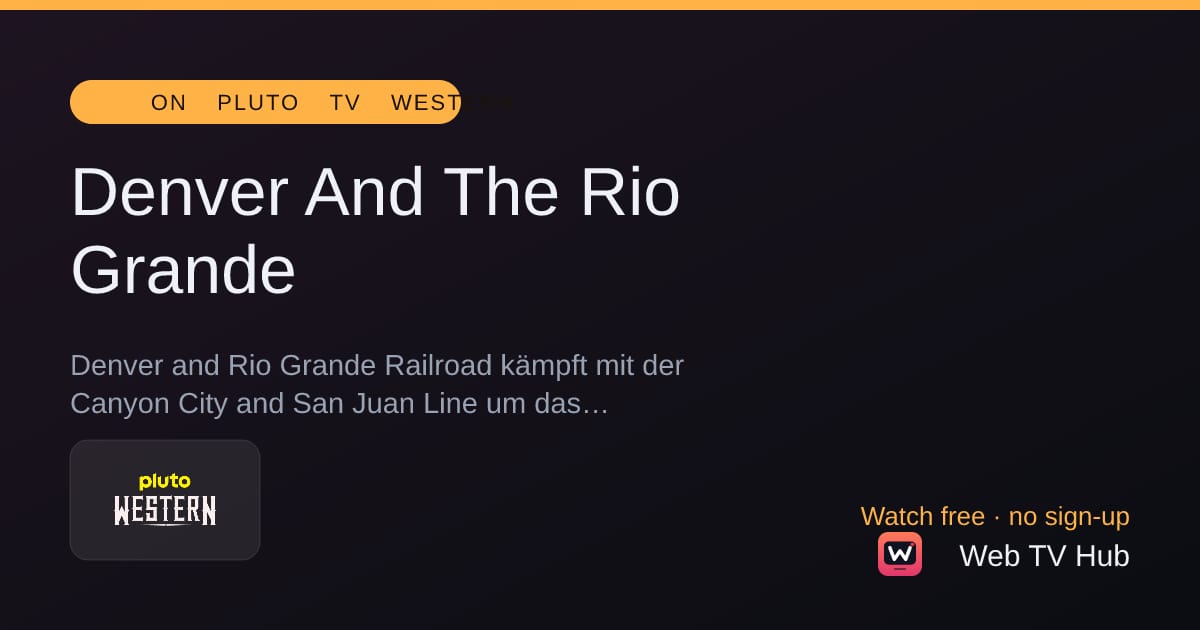 ON PLUTO TV WESTERN
Denver And The Rio
Grande
Denver and Rio Grande Railroad kämpft mit der
Canyon City and San Juan Line um das…
pluto
WESTERN
Watch free · no sign-up
W
Web TV Hub